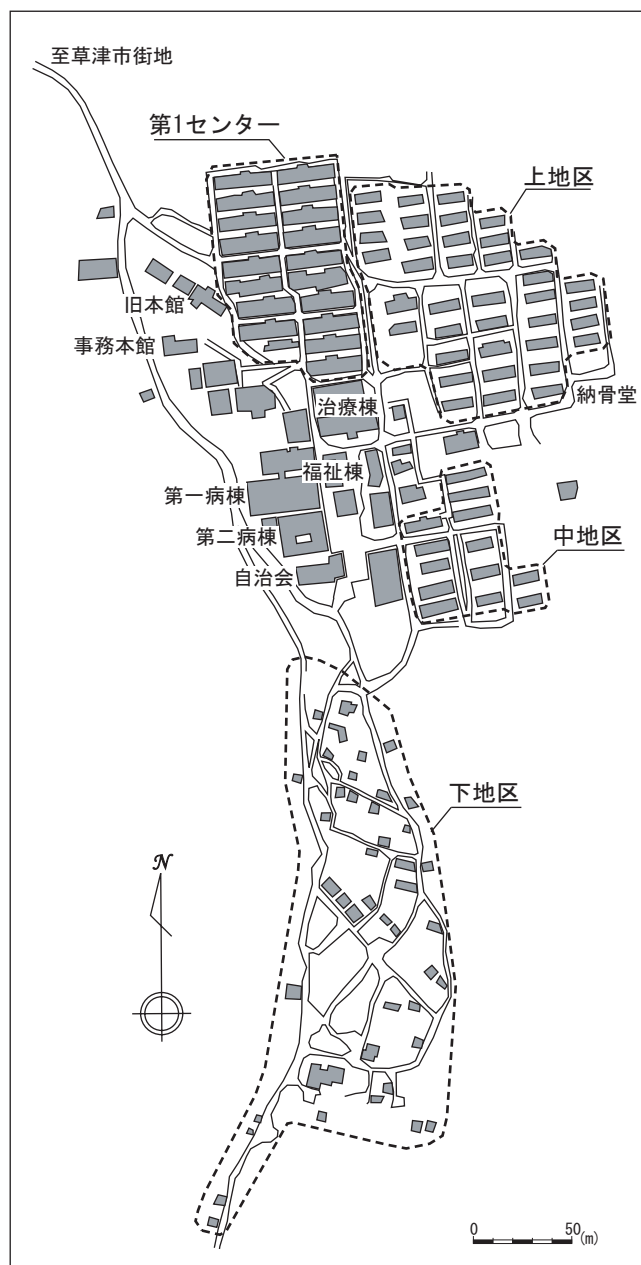 至草津市街地
第1センター
上地区
旧本館
事務本館
納骨堂
治療棟
福祉棟
第一病棟
第二病棟
中地区
自治会
下地区
N
0 50(m)